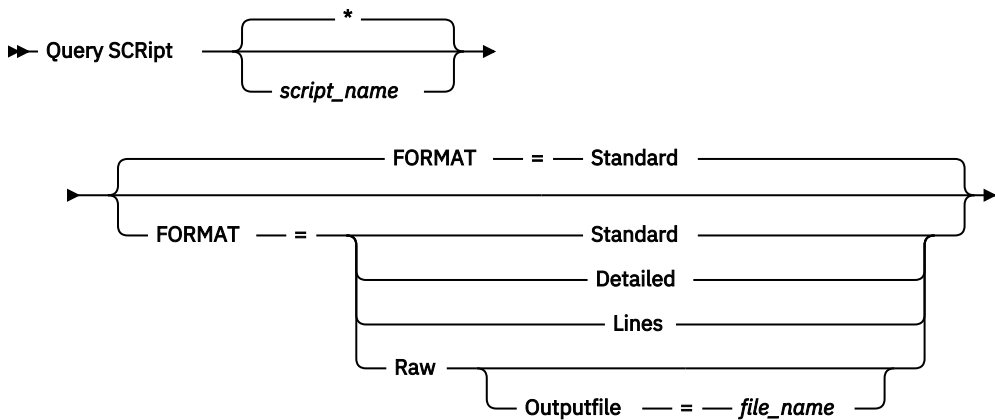 *
Query SCRipt
script_name
FORMAT = Standard
FORMAT = Standard
Detailed
Lines
Raw
Outputfile = file_name